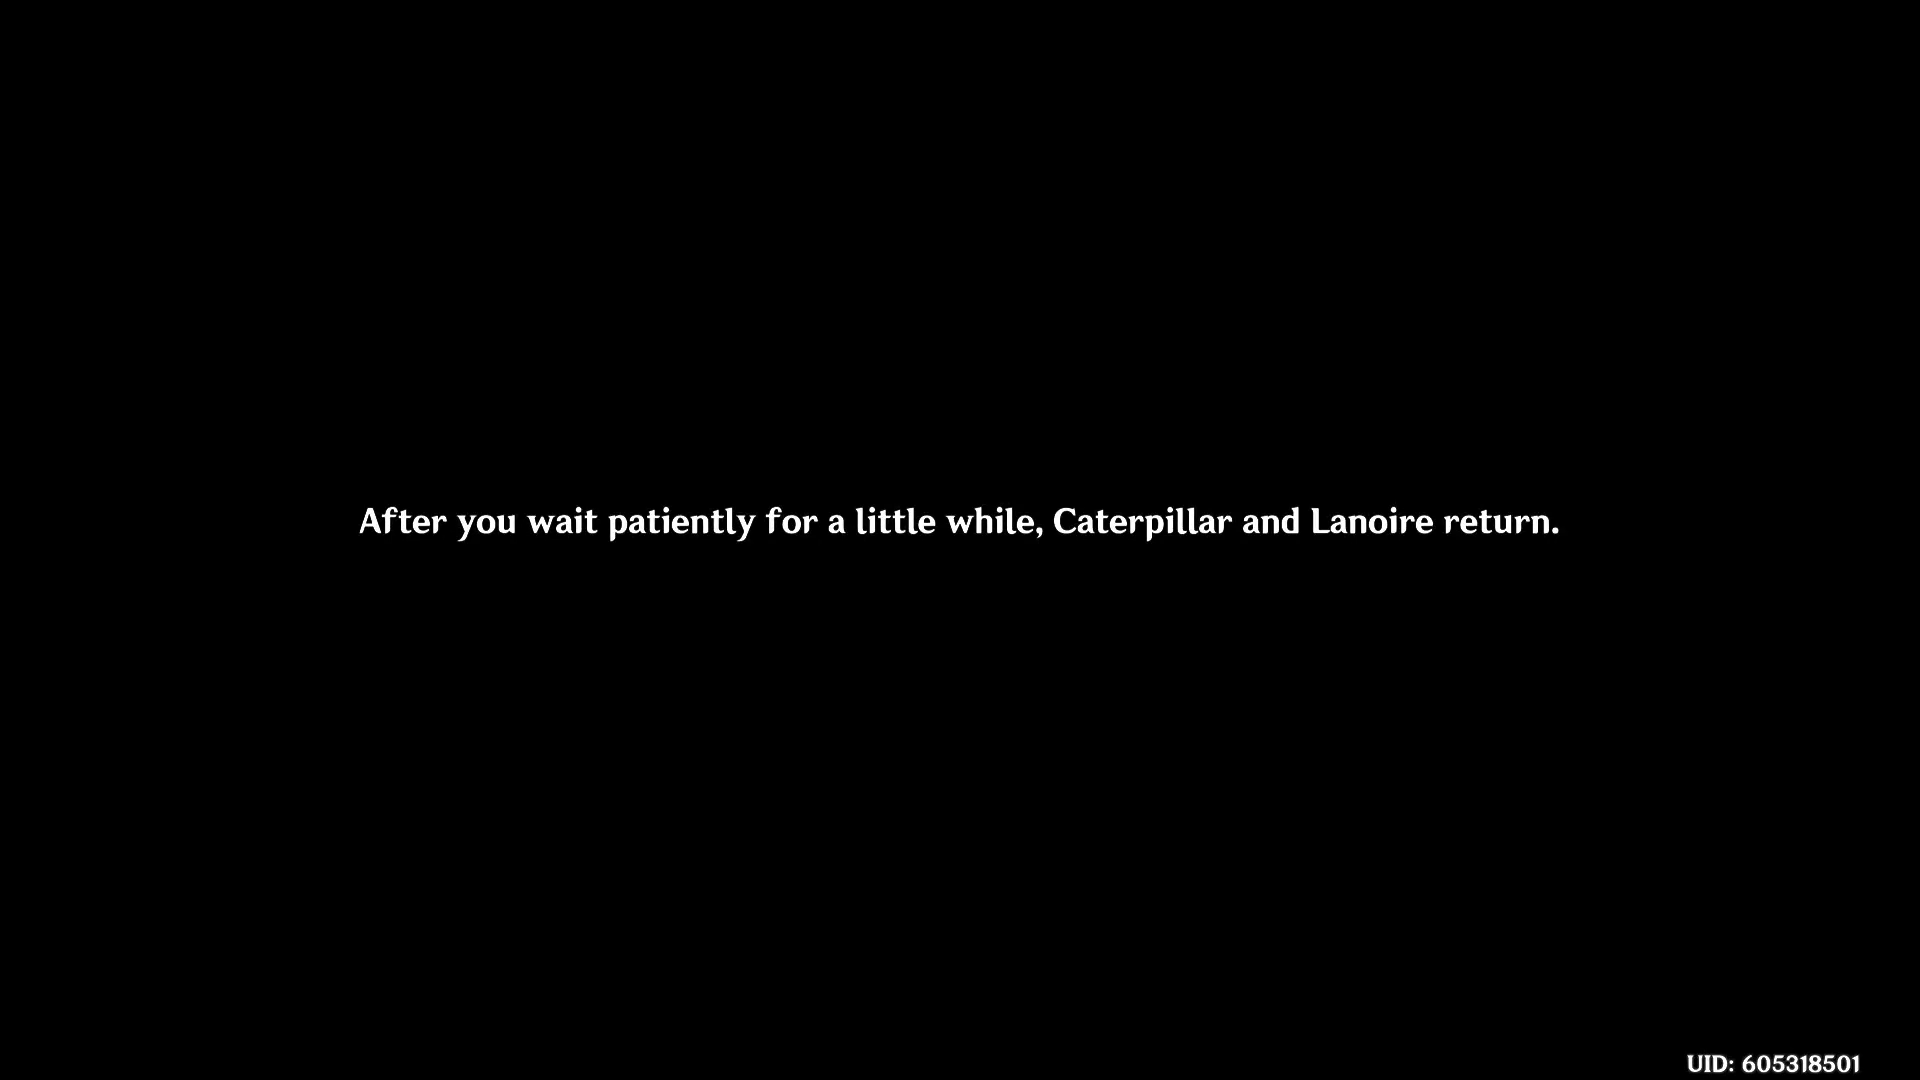 After you wait patiently for a little while, Caterpillar and Lanoire return.
UID: 605318501